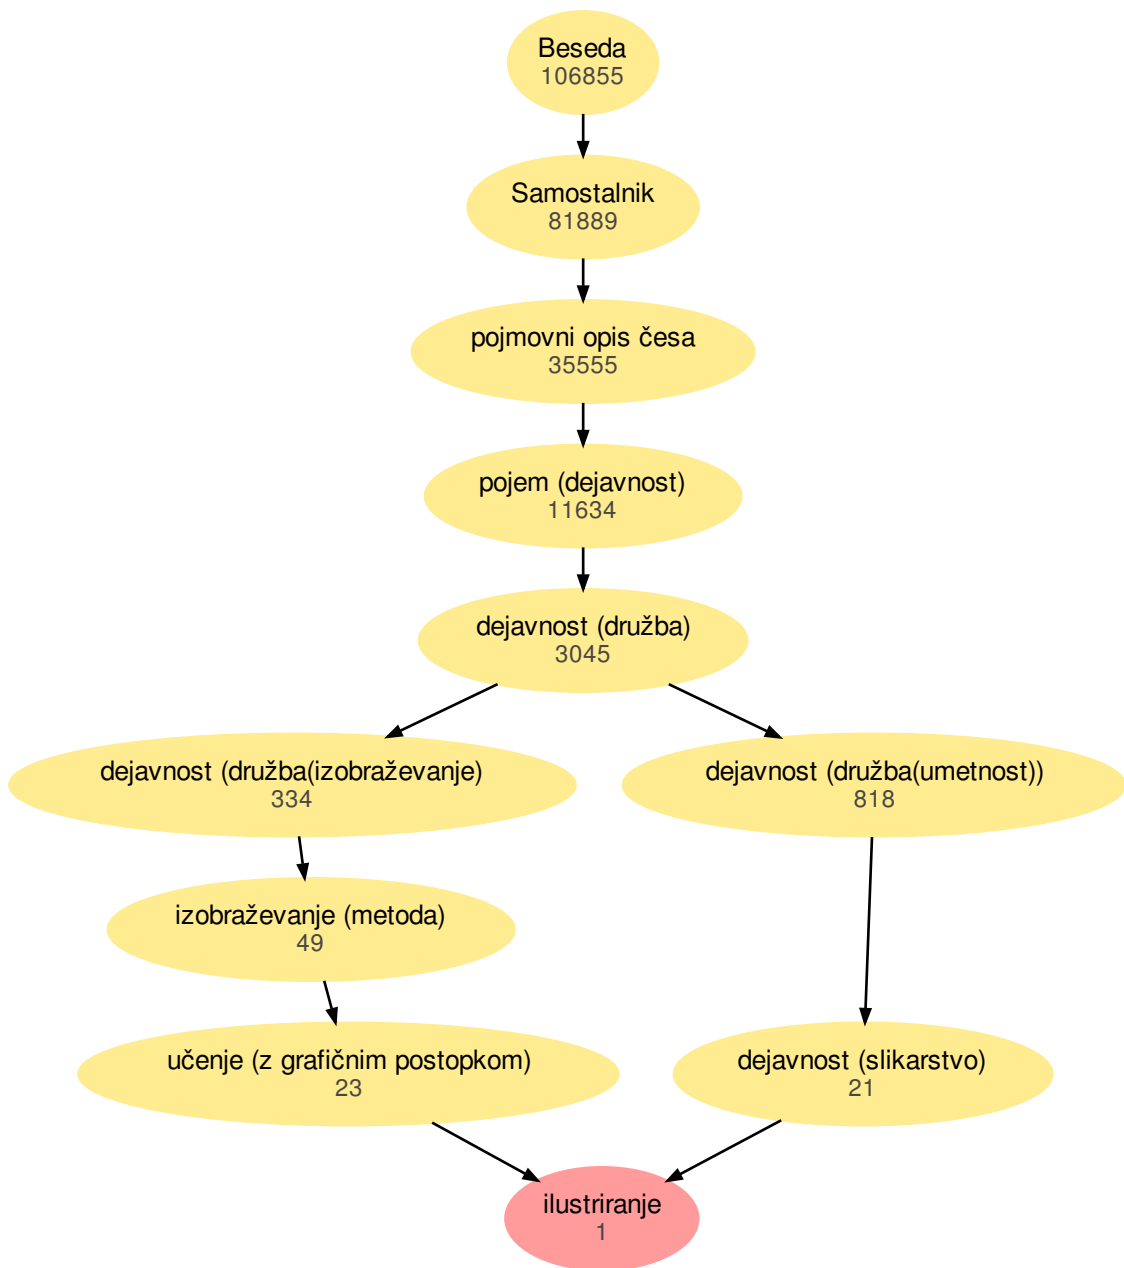 Beseda
106855
Samostalnik
81889
pojmovni opis česa
35555
pojem (dejavnost)
11634
dejavnost (družba)
3045
dejavnost (družba(izobraževanje)
334
dejavnost (družba(umetnost))
818
izobraževanje (metoda)
49
učenje (z grafičnim postopkom)
23
dejavnost (slikarstvo)
21
ilustriranje
1